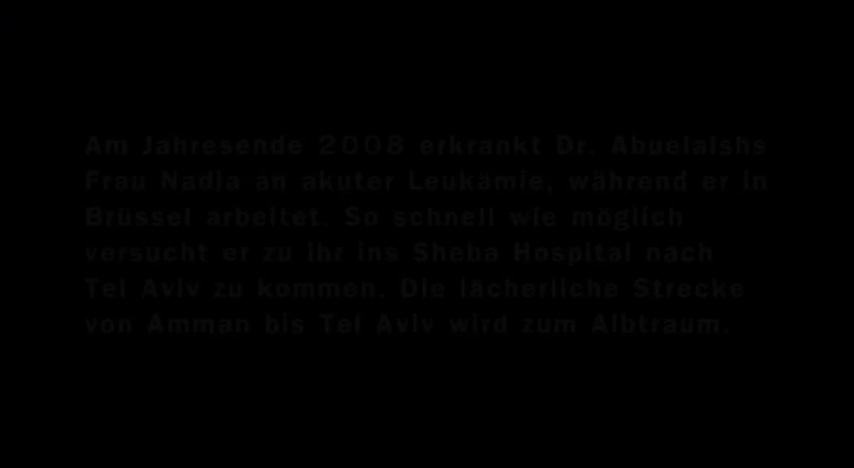 Am Jahresende 2008 erkrankt Dr. Abuelaishs
Frau Nadia an akuter Leukämie, während er in
Brüssel arbeitet. So schnell wie möglich
versucht er zu ihr ins Sheba Hospital nach
Tel Aviv zu kommen. Die lächerliche Strecke
von Amman bis Tel Aviv wird zum Albtraum.